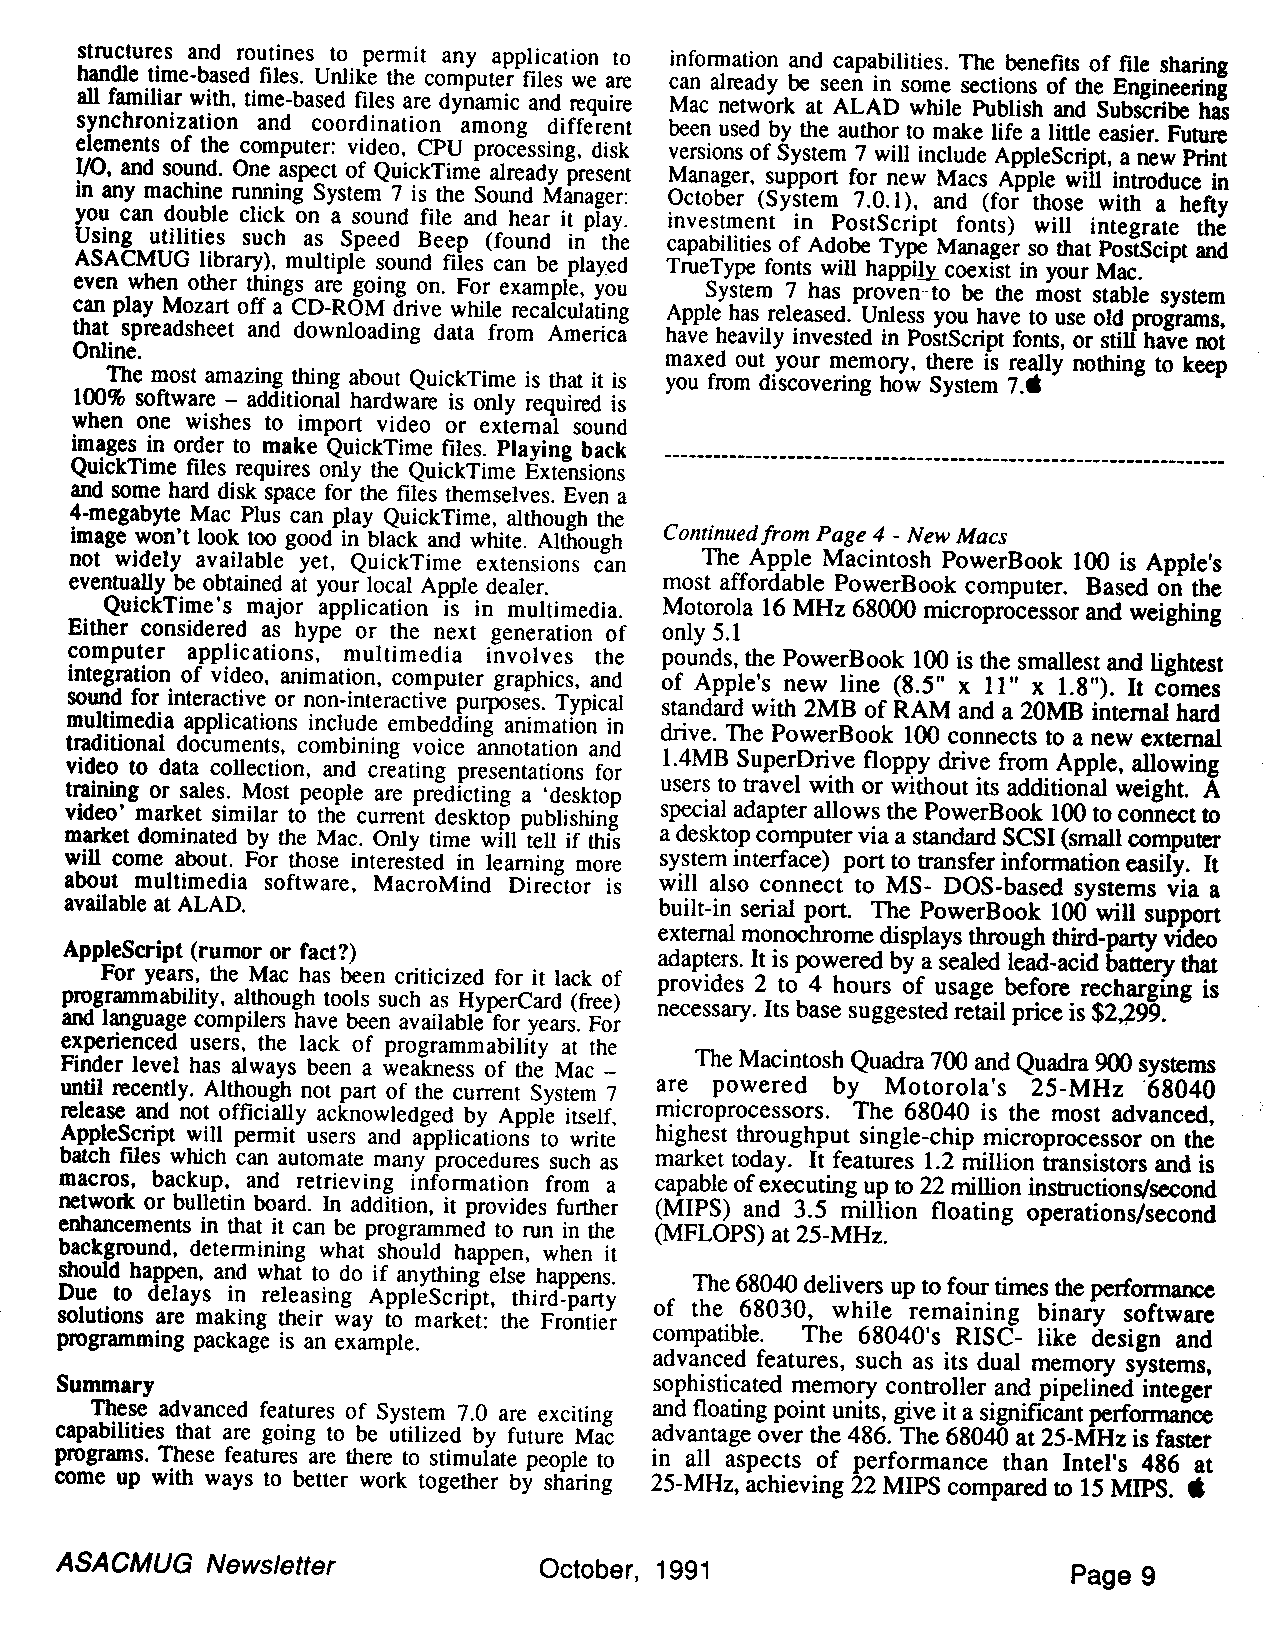 structures and routines to permit any application to
handle time-based files. Unlike the computer files we are
all familiar with, time-based files are dynamic and require
synchronization and coordination among different
elements of the computer: video, CPU processing, disk
I/O, and sound. One aspect of QuickTime already present
in any machine running System 7 is the Sound Manager:
you can double click on a sound file and hear it play.
Using utilities such as Speed Beep (found in the
ASACMUG library), multiple sound files can be played
even when other things are going on. For example, you
can play Mozart off a CD-ROM drive while recalculating
that spreadsheet and downloading data from America
Online.
The most amazing thing about QuickTime is that it is
100% software – additional hardware is only required is
when one wishes to import video or external sound
images in order to make QuickTime files. Playing back
QuickTime files requires only the QuickTime Extensions
and some hard disk space for the files themselves. Even a
4-megabyte Mac Plus can play QuickTime, although the
image won't look too good in black and white. Although
not widely available yet, QuickTime extensions can
eventually be obtained at your local Apple dealer.
QuickTime's major application is in multimedia.
Either considered as hype or the next generation of
computer applications, multimedia involves the
integration of video, animation, computer graphics, and
sound for interactive or non-interactive purposes. Typical
multimedia applications include embedding animation in
traditional documents, combining voice annotation and
video to data collection, and creating presentations for
training or sales. Most people are predicting a 'desktop
video' market similar to the current desktop publishing
market dominated by the Mac. Only time will tell if this
will come about. For those interested in learning more
about multimedia software, MacroMind Director is
available at ALAD.
AppleScript (rumor or fact?)
For years, the Mac has been criticized for it lack of
programmability, although tools such as HyperCard (free)
and language compilers have been available for years. For
experienced users, the lack of programmability at the
Finder level has always been a weakness of the Mac –
until recently. Although not part of the current System 7
release and not officially acknowledged by Apple itself,
AppleScript will permit users and applications to write
batch files which can automate many procedures such as
macros, backup, and retrieving information from a
network or bulletin board. In addition, it provides further
enhancements in that it can be programmed to run in the
background, determining what should happen, when it
should happen, and what to do if anything else happens.
Due to delays in releasing AppleScript, third-party
solutions are making their way to market: the Frontier
programming package is an example.
Summary
These advanced features of System 7.0 are exciting
capabilities that are going to be utilized by future Mac
programs. These features are there to stimulate people to
come up with ways to better work together by sharing
information and capabilities. The benefits of file sharing
can already be seen in some sections of the Engineering
Mac network at ALAD while Publish and Subscribe has
been used by the author to make life a little easier. Future
versions of System 7 will include AppleScript, a new Print
Manager, support for new Macs Apple will introduce in
October (System 7.0.1), and (for those with a hefty
investment in PostScript fonts) will integrate the
capabilities of Adobe Type Manager so that PostScipt and
TrueType fonts will happily coexist in your Mac.
System 7 has proven to be the most stable system
Apple has released. Unless you have to use old programs,
have heavily invested in PostScript fonts, or still have not
maxed out your memory, there is really nothing to keep
you from discovering how System 7.
Continued from Page 4 - New Macs
The Apple Macintosh PowerBook 100 is Apple's
most affordable PowerBook computer. Based on the
Motorola 16 MHz 68000 microprocessor and weighing
only 5.1
pounds, the PowerBook 100 is the smallest and lightest
of Apple's new line (8.5" x 11" x 1.8"). It comes
standard with 2MB of RAM and a 20MB internal hard
drive. The PowerBook 100 connects to a new external
1.4MB SuperDrive floppy drive from Apple, allowing
users to travel with or without its additional weight. A
special adapter allows the PowerBook 100 to connect to
a desktop computer via a standard SCSI (small computer
system interface) port to transfer information easily. It
will also connect to MS- DOS-based systems via a
built-in serial port. The PowerBook 100 will support
external monochrome displays through third-party video
adapters. It is powered by a sealed lead-acid battery that
provides 2 to 4 hours of usage before recharging is
necessary. Its base suggested retail price is $2,299.
The Macintosh Quadra 700 and Quadra 900 systems
are powered by Motorola's 25-MHz 68040
microprocessors. The 68040 is the most advanced,
highest throughput single-chip microprocessor on the
market today. It features 1.2 million transistors and is
capable of executing up to 22 million instructions/second
(MIPS) and 3.5 million floating operations/second
(MFLOPS) at 25-MHz.
The 68040 delivers up to four times the performance
of the 68030, while remaining binary software
compatible. The 68040's RISC- like design and
advanced features, such as its dual memory systems,
sophisticated memory controller and pipelined integer
and floating point units, give it a significant performance
advantage over the 486. The 68040 at 25-MHz is faster
in all aspects of performance than Intel's 486 at
25-MHz, achieving 22 MIPS compared to 15 MIPS.
ASACMUG Newsletter October, 1991 Page 9